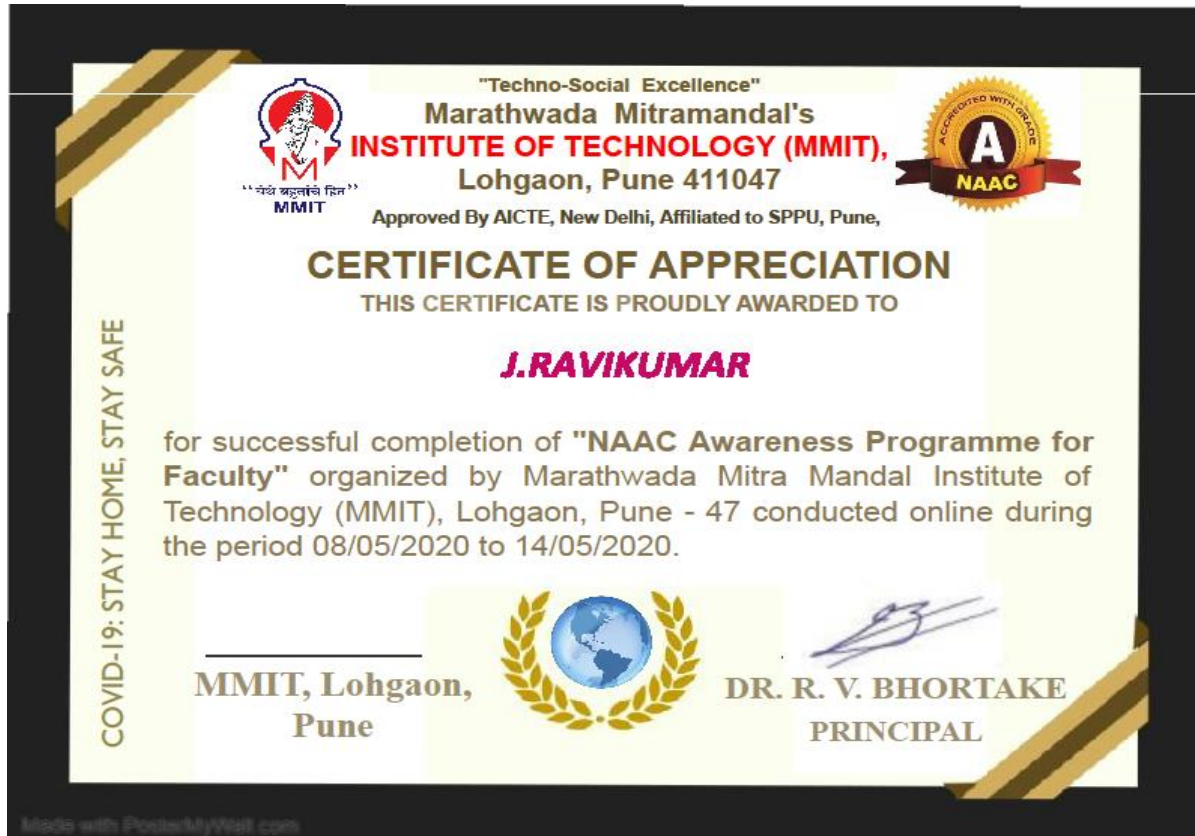 "Techno-Social Excellence"
Marathwada Mitramandal's
INSTITUTE OF TECHNOLOGY (MMIT),
Lohgaon, Pune 411047
Approved By AICTE, New Delhi, Affiliated to SPPU, Pune,
M
"येथे बहुतांचे हित"
MMIT
ACCREDITED WITH GRADE
A
NAAC
CERTIFICATE OF APPRECIATION
THIS CERTIFICATE IS PROUDLY AWARDED TO
J.RAVIKUMAR
for successful completion of "NAAC Awareness Programme for
Faculty" organized by Marathwada Mitra Mandal Institute of
Technology (MMIT), Lohgaon, Pune - 47 conducted online during
the period 08/05/2020 to 14/05/2020.
COVID-19: STAY HOME, STAY SAFE
MMIT, Lohgaon,
Pune
DR. R. V. BHORTAKE
PRINCIPAL
Made with PosterMyWall.com